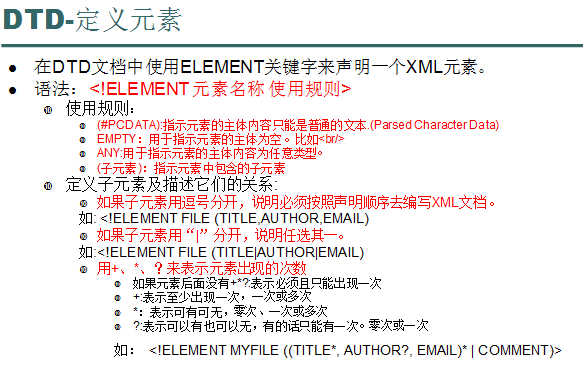 DTD-定义元素
在DTD文档中使用ELEMENT关键字来声明一个XML元素。
语法：<!ELEMENT 元素名称 使用规则>
使用规则：
(#PCDATA):指示元素的主体内容只能是普通的文本.(Parsed Character Data)
EMPTY：用于指示元素的主体为空。比如<br/>
ANY:用于指示元素的主体内容为任意类型。
(子元素)：指示元素中包含的子元素
定义子元素及描述它们的关系:
如果子元素用逗号分开，说明必须按照声明顺序去编写XML文档。
如: <!ELEMENT FILE (TITLE,AUTHOR,EMAIL)
如果子元素用“|”分开，说明任选其一。
如:<!ELEMENT FILE (TITLE|AUTHOR|EMAIL)
用+、*、？来表示元素出现的次数
如果元素后面没有+*?:表示必须且只能出现一次
+:表示至少出现一次，一次或多次
*：表示可有可无，零次、一次或多次
?:表示可以有也可以无，有的话只能有一次。零次或一次
如： <!ELEMENT MYFILE ((TITLE*, AUTHOR?, EMAIL)* | COMMENT)>